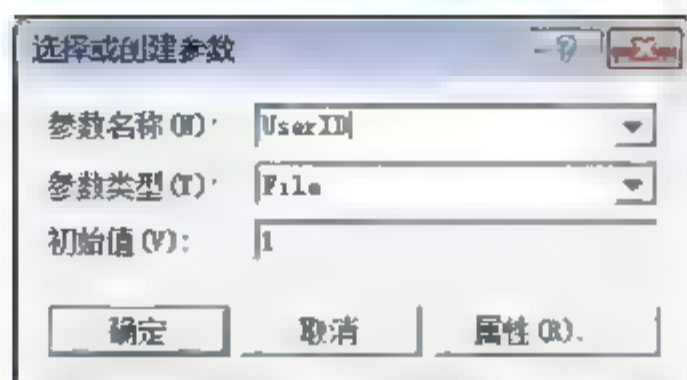 选择或创建参数
参数名称(N): UserID
参数类型(T): File
初始值(V): 1
确定 取消 属性(R).